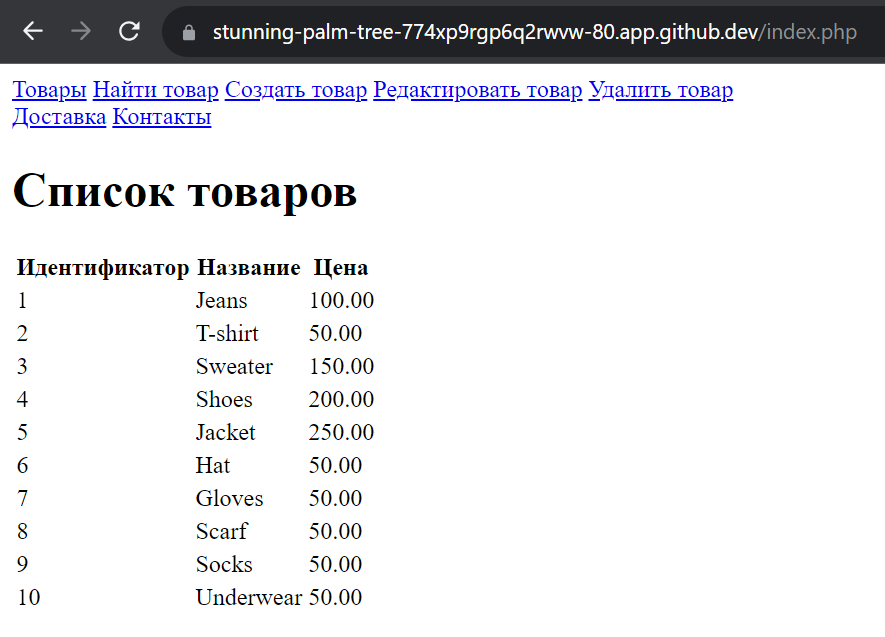 stunning-palm-tree-774xp9rgp6q2rwvw-80.app.github.dev/index.php
Товары Найти товар Создать товар Редактировать товар Удалить товар
Доставка Контакты
Список товаров
Идентификатор Название Цена
1 Jeans 100.00
2 T-shirt 50.00
3 Sweater 150.00
4 Shoes 200.00
5 Jacket 250.00
6 Hat 50.00
7 Gloves 50.00
8 Scarf 50.00
9 Socks 50.00
10 Underwear 50.00